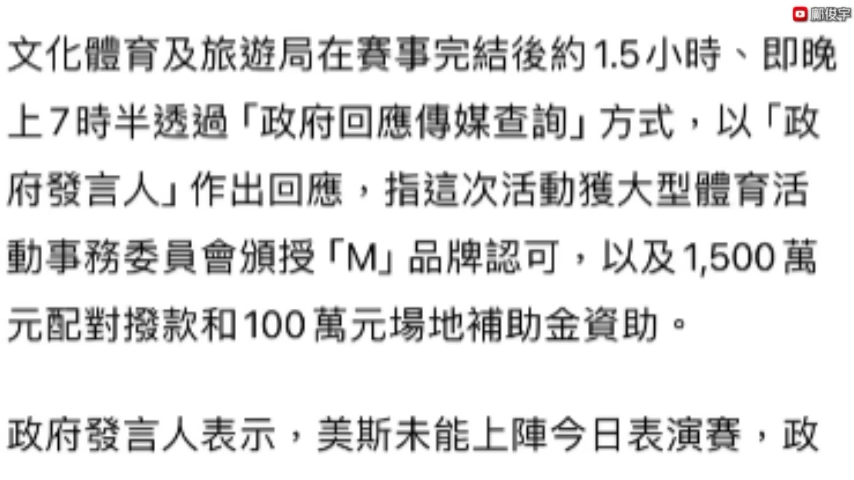 鄺俊宇
文化體育及旅遊局在賽事完結後約1.5小時、即晚
上7時半透過「政府回應傳媒查詢」方式，以「政
府發言人」作出回應，指這次活動獲大型體育活
動事務委員會頒授「M」品牌認可，以及1,500萬
元配對撥款和100萬元場地補助金資助。
政府發言人表示，美斯未能上陣今日表演賽，政